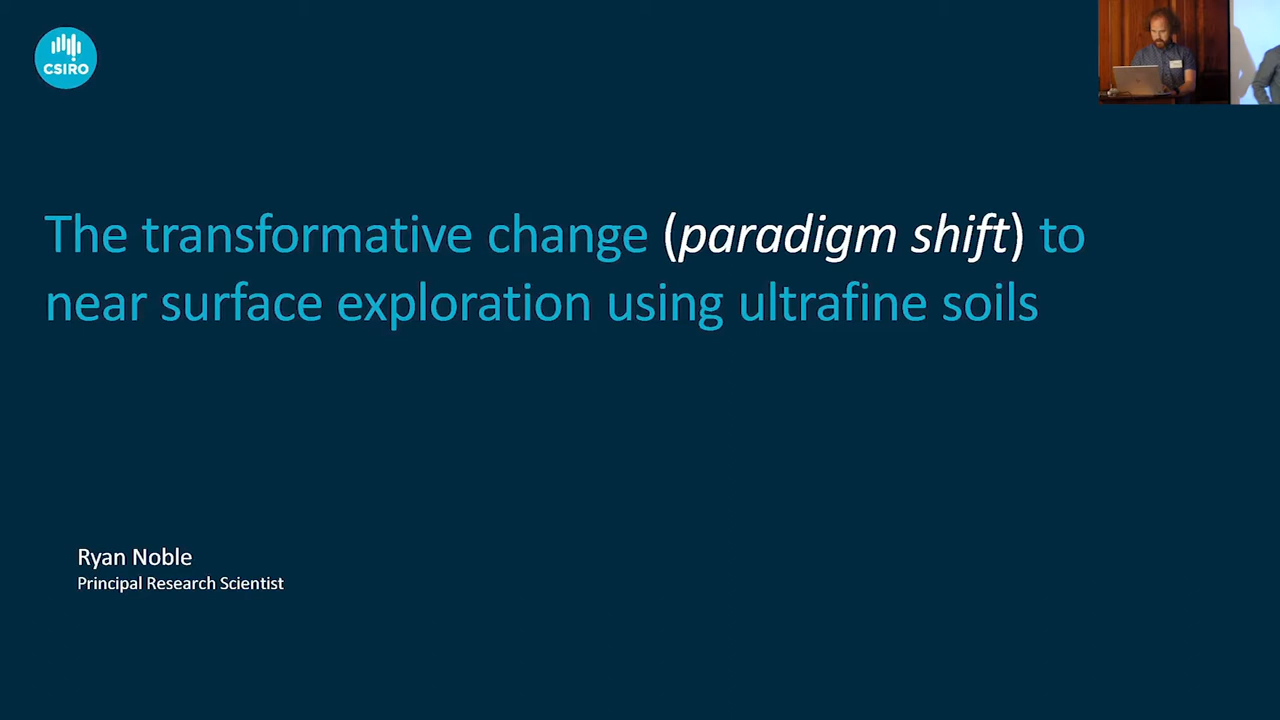 CSIRO
The transformative change (paradigm shift) to
near surface exploration using ultrafine soils
Ryan Noble
Principal Research Scientist